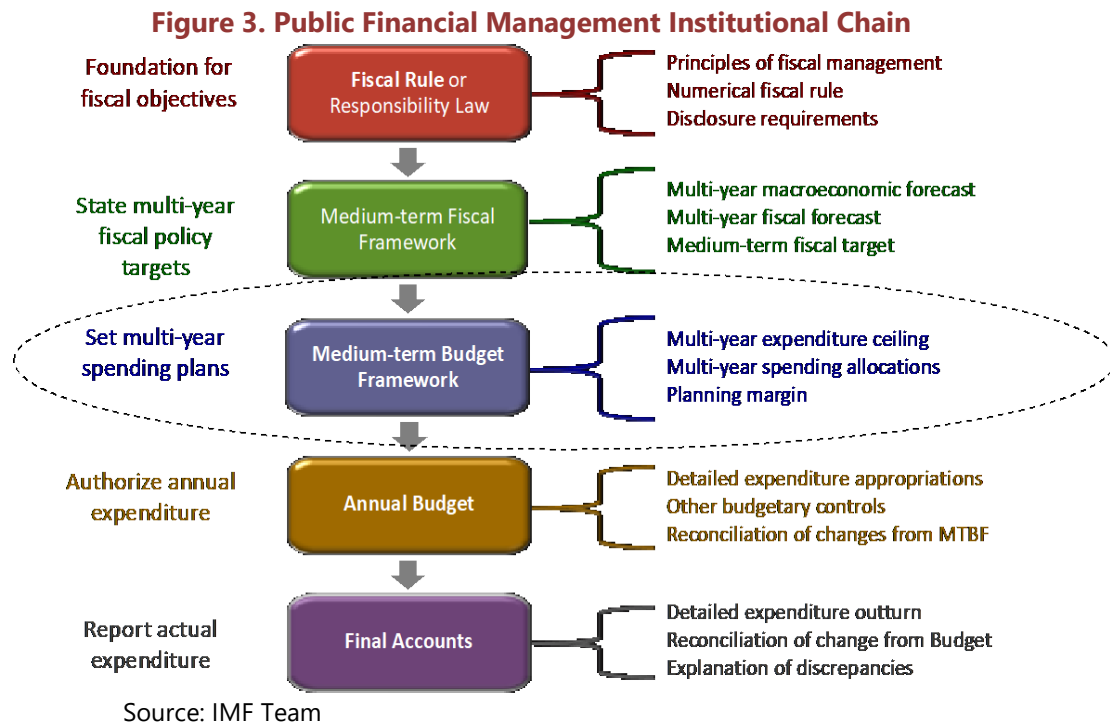 Figure 3. Public Financial Management Institutional Chain
Foundation for
fiscal objectives
Fiscal Rule or
Responsibility Law
Principles of fiscal management
Numerical fiscal rule
Disclosure requirements
State multi-year
fiscal policy
targets
Medium-term Fiscal
Framework
Multi-year macroeconomic forecast
Multi-year fiscal forecast
Medium-term fiscal target
Set multi-year
spending plans
Medium-term Budget
Framework
Multi-year expenditure ceiling
Multi-year spending allocations
Planning margin
Authorize annual
expenditure
Annual Budget
Detailed expenditure appropriations
Other budgetary controls
Reconciliation of changes from MTBF
Report actual
expenditure
Final Accounts
Detailed expenditure outturn
Reconciliation of change from Budget
Explanation of discrepancies
Source: IMF Team